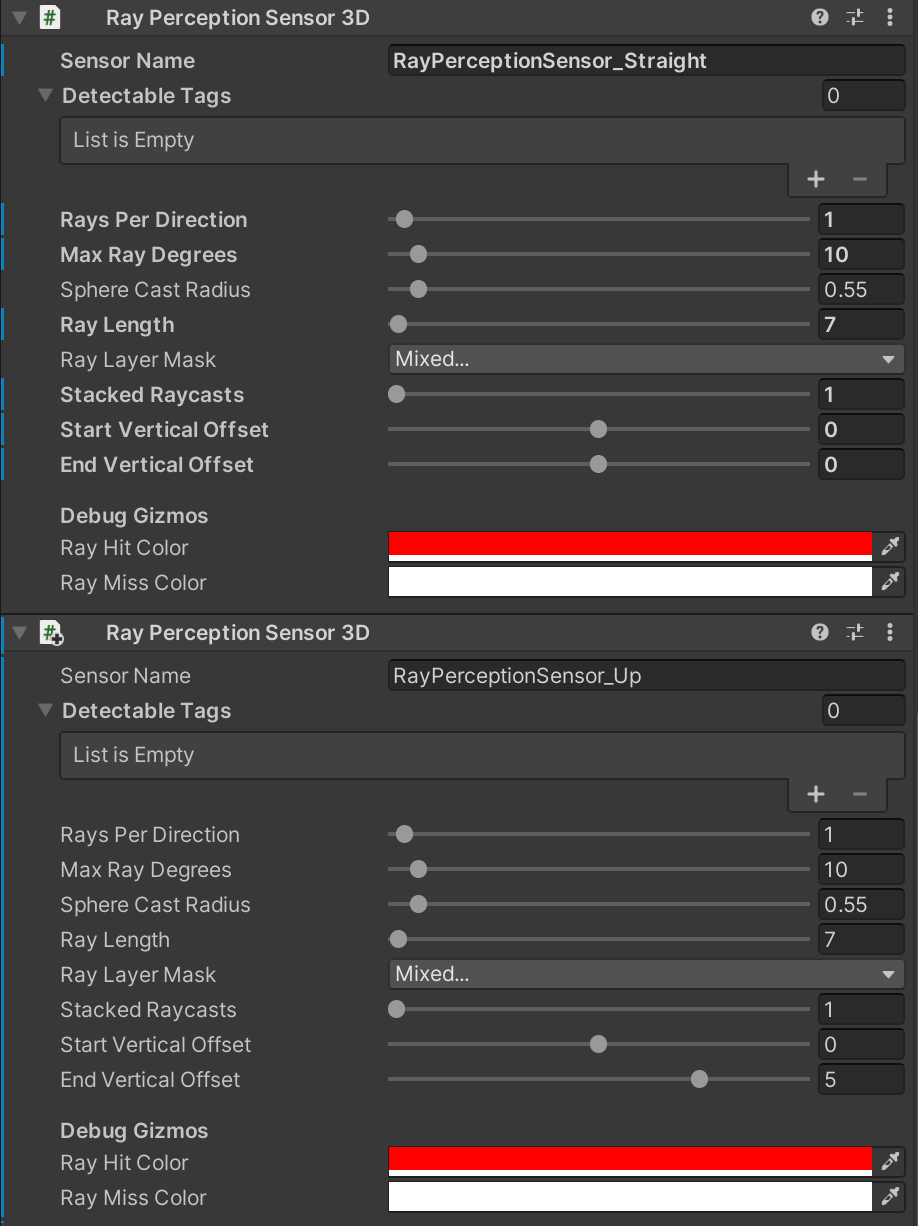 Ray Perception Sensor 3D
Sensor Name RayPerceptionSensor_Straight
Detectable Tags 0
List is Empty
+ −
Rays Per Direction 1
Max Ray Degrees 10
Sphere Cast Radius 0.55
Ray Length 7
Ray Layer Mask Mixed...
Stacked Raycasts 1
Start Vertical Offset 0
End Vertical Offset 0
Debug Gizmos
Ray Hit Color
Ray Miss Color
Ray Perception Sensor 3D
Sensor Name RayPerceptionSensor_Up
Detectable Tags 0
List is Empty
+ −
Rays Per Direction 1
Max Ray Degrees 10
Sphere Cast Radius 0.55
Ray Length 7
Ray Layer Mask Mixed...
Stacked Raycasts 1
Start Vertical Offset 0
End Vertical Offset 5
Debug Gizmos
Ray Hit Color
Ray Miss Color